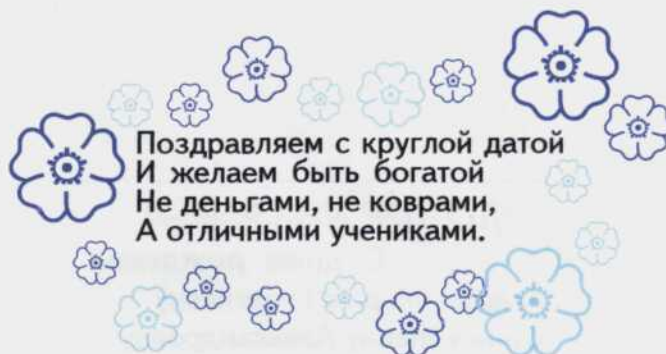 Поздравляем с круглой датой
И желаем быть богатой
Не деньгами, не коврами,
А отличными учениками.